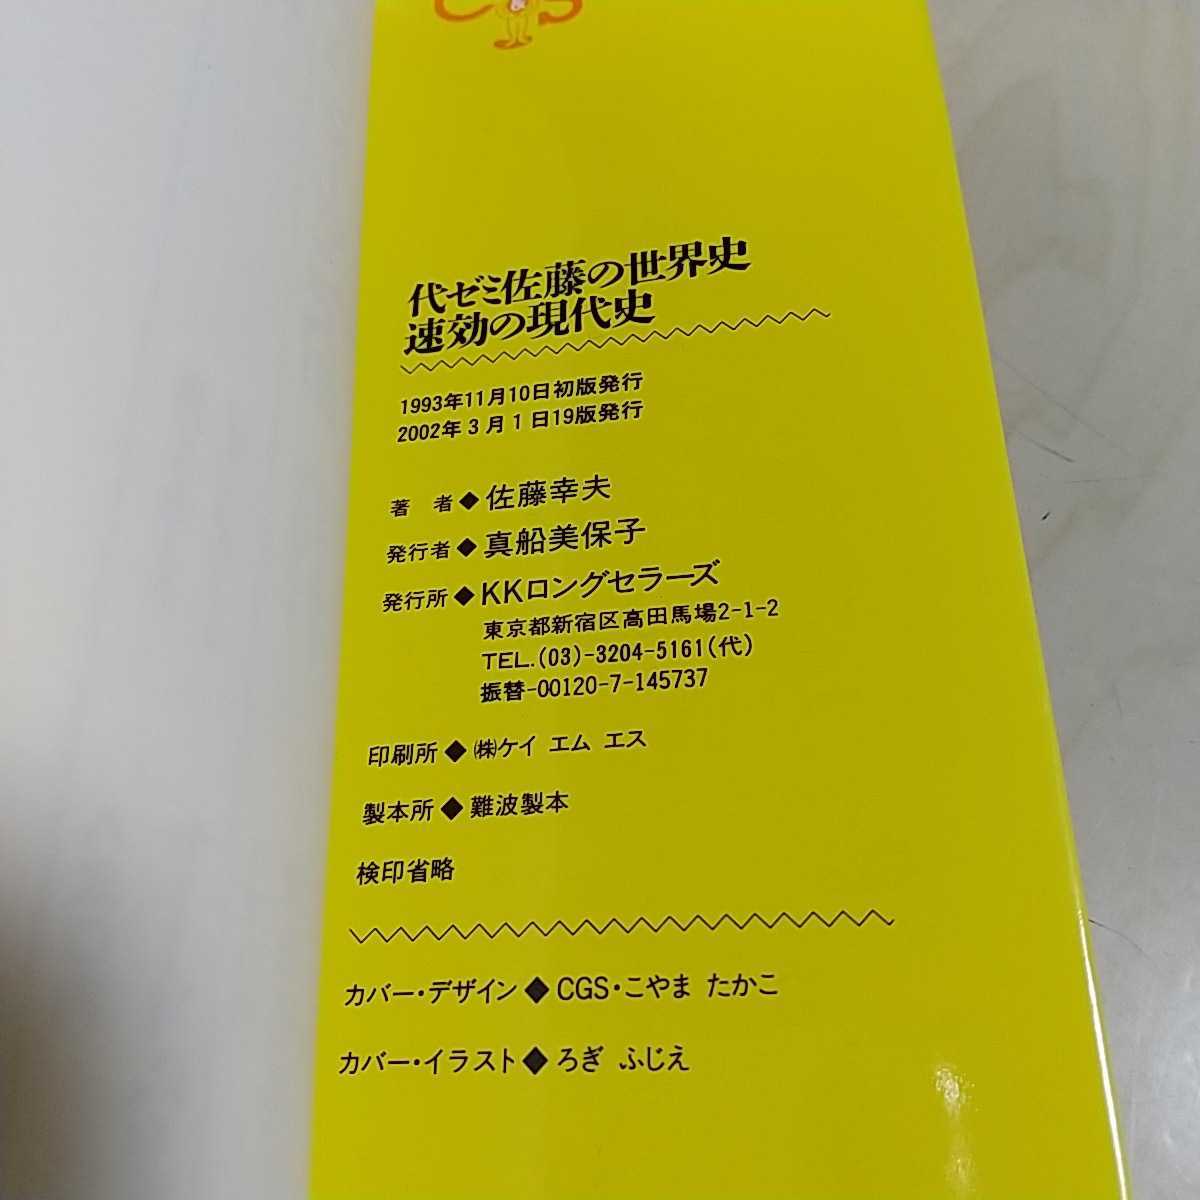 代ゼミ佐藤の世界史
速効の現代史
1993年11月10日初版発行
2002年3月1日19版発行
著 者◆佐藤幸夫
発行者◆真船美保子
発行所◆KKロングセラーズ
東京都新宿区高田馬場2-1-2
TEL.(03)-3204-5161(代)
振替-00120-7-145737
印刷所◆㈱ケイ エム エス
製本所◆難波製本
検印省略
カバー・デザイン◆CGS・こやま たかこ
カバー・イラスト◆ろぎ ふじえ